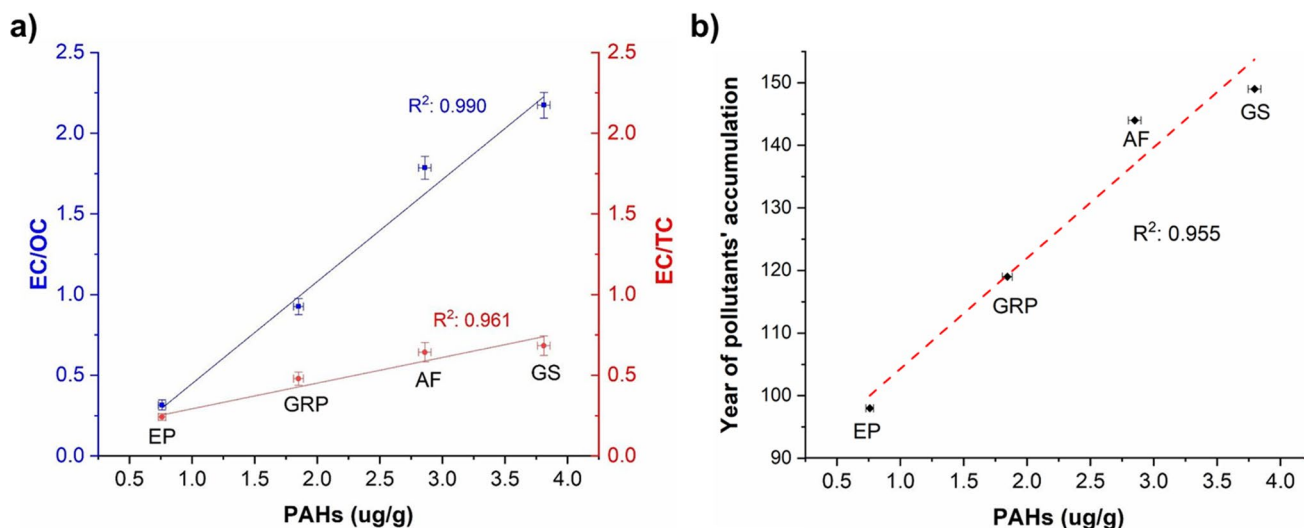 a)
EC/OC
2.5
2.0
1.5
1.0
0.5
0.0
R²: 0.990
R²: 0.961
EP
GRP
AF
GS
2.5
2.0
1.5
1.0
0.5
0.0
EC/TC
0.5 1.0 1.5 2.0 2.5 3.0 3.5 4.0
PAHs (ug/g)
b)
Year of pollutants' accumulation
150
140
130
120
110
100
90
AF
GS
R²: 0.955
GRP
EP
0.5 1.0 1.5 2.0 2.5 3.0 3.5 4.0
PAHs (ug/g)